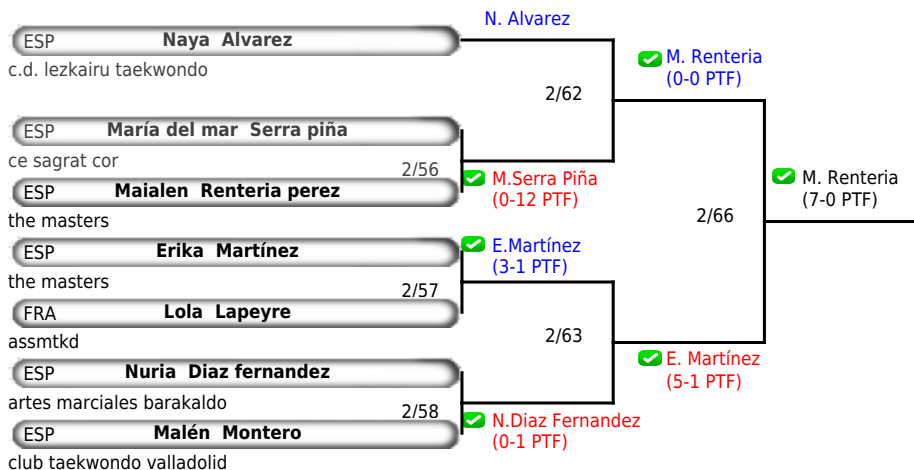 N. Alvarez
ESP Naya Alvarez
c.d. lezkairu taekwondo
M. Renteria
(0-0 PTF)
2/62
ESP María del mar Serra piña
ce sagrat cor
2/56
M.Serra Piña
(0-12 PTF)
ESP Maialen Renteria perez
the masters
M. Renteria
(7-0 PTF)
2/66
ESP Erika Martínez
the masters
E.Martínez
(3-1 PTF)
2/57
FRA Lola Lapeyre
assmtkd
2/63
E. Martínez
(5-1 PTF)
ESP Nuria Diaz fernandez
artes marciales barakaldo
2/58
N.Diaz Fernandez
(0-1 PTF)
ESP Malén Montero
club taekwondo valladolid